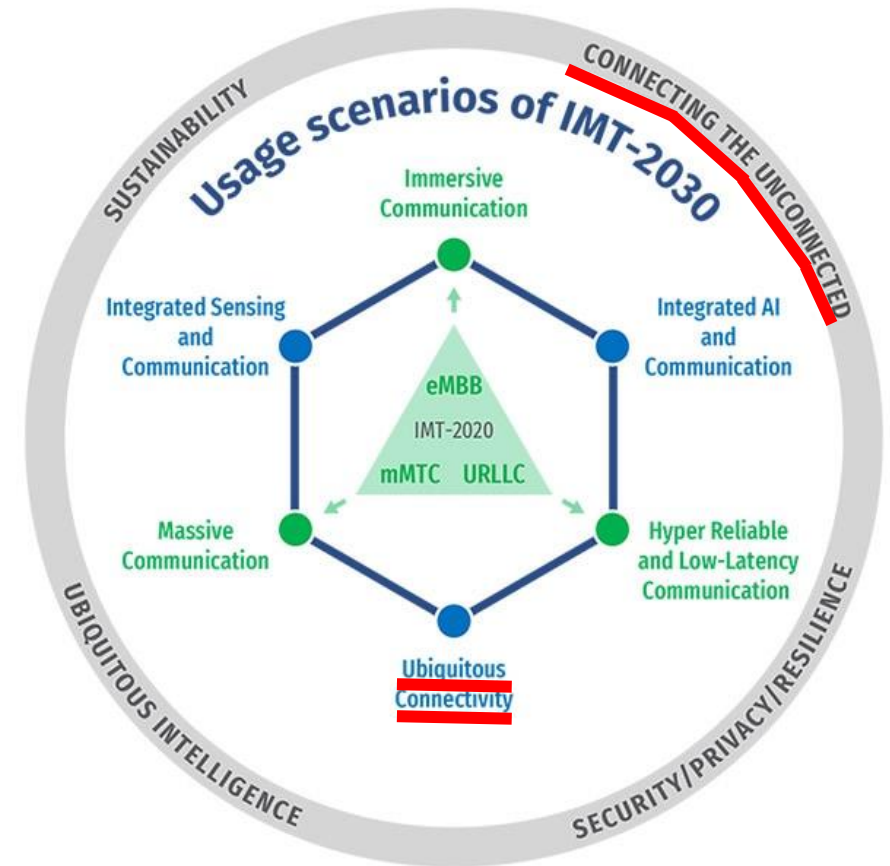 SUSTAINABILITY
CONNECTING THE UNCONNECTED
Usage scenarios of IMT-2030
Immersive
Communication
Integrated Sensing
and
Communication
Integrated AI
and
Communication
eMBB
IMT-2020
mMTC URLLC
Massive
Communication
Hyper Reliable
and Low-Latency
Communication
Ubiquitous
Connectivity
UBIQUITOUS INTELLIGENCE
SECURITY/PRIVACY/RESILIENCE